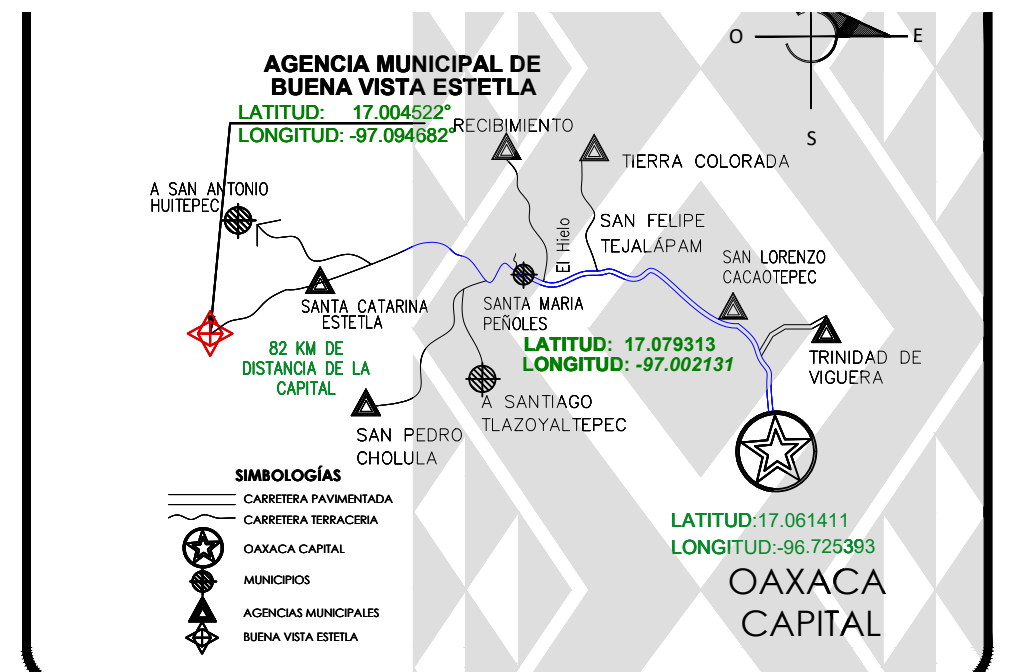 O
E
S
AGENCIA MUNICIPAL DE
BUENA VISTA ESTETLA
LATITUD: 17.004522°
LONGITUD: -97.094682°
RECIBIMIENTO
TIERRA COLORADA
A SAN ANTONIO
HUITEPEC
El Hielo
SAN FELIPE
TEJALÁPAM
SAN LORENZO
CACAOTEPEC
SANTA CATARINA
ESTETLA
SANTA MARIA
PEÑOLES
LATITUD: 17.079313
LONGITUD: -97.002131
82 KM DE
DISTANCIA DE LA
CAPITAL
TRINIDAD DE
VIGUERA
A SANTIAGO
TLAZOYALTEPEC
SAN PEDRO
CHOLULA
SIMBOLOGÍAS
CARRETERA PAVIMENTADA
CARRETERA TERRACERIA
OAXACA CAPITAL
MUNICIPIOS
AGENCIAS MUNICIPALES
BUENA VISTA ESTETLA
LATITUD:17.061411
LONGITUD:-96.725393
OAXACA
CAPITAL